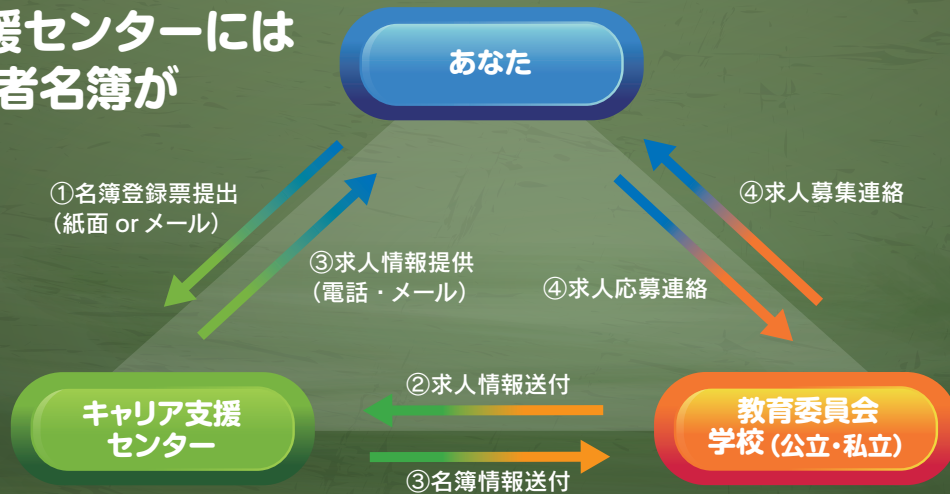 援センターには
者名簿が
あなた
①名簿登録票提出
（紙面 or メール）
③求人情報提供
（電話・メール）
④求人募集連絡
④求人応募連絡
②求人情報送付
③名簿情報送付
キャリア支援
センター
教育委員会
学校（公立・私立）